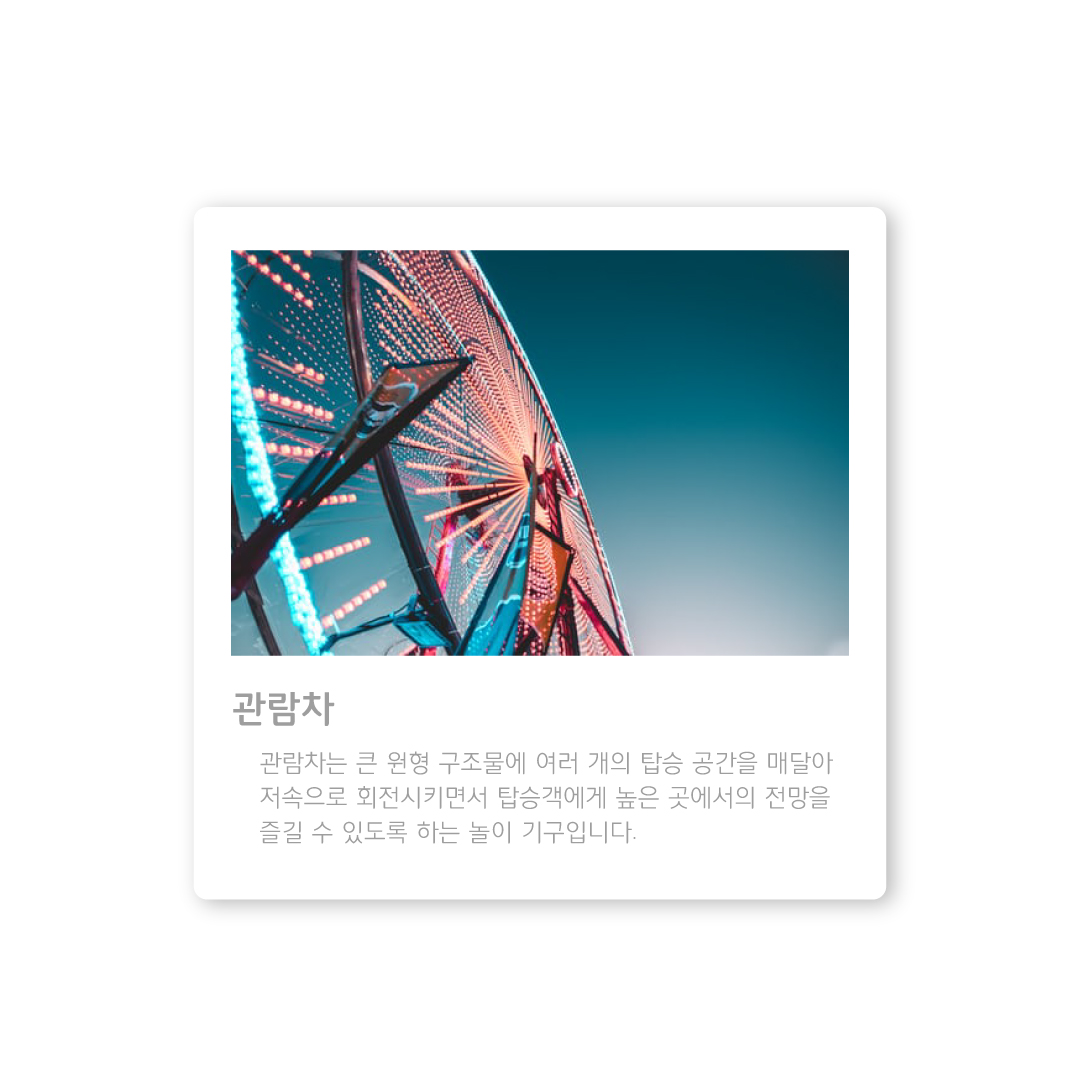 관람차
관람차는 큰 원형 구조물에 여러 개의 탑승 공간을 매달아
저속으로 회전시키면서 탑승객에게 높은 곳에서의 전망을
즐길 수 있도록 하는 놀이 기구입니다.